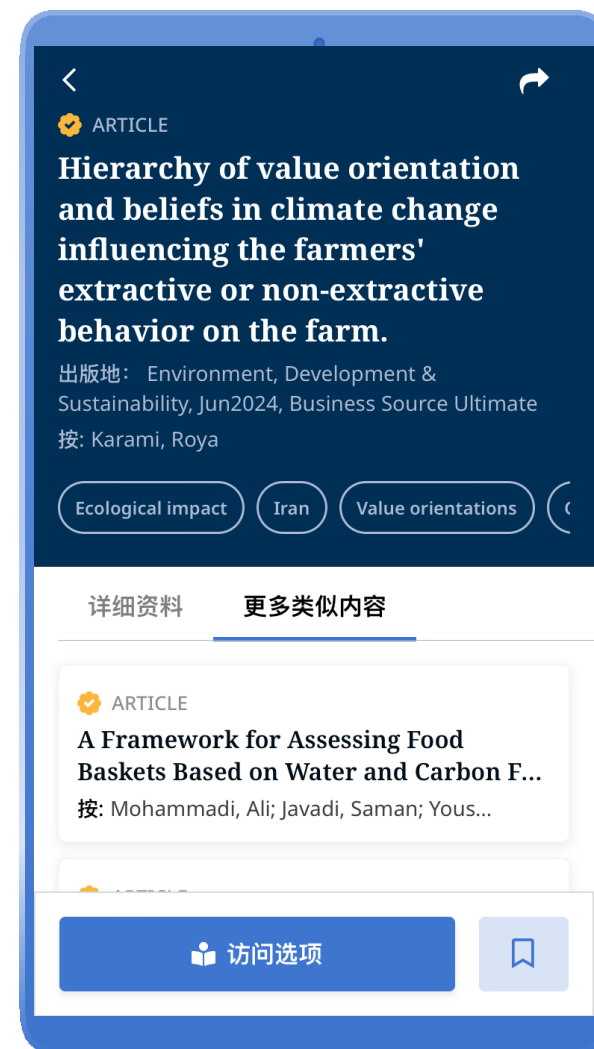 ARTICLE
Hierarchy of value orientation
and beliefs in climate change
influencing the farmers'
extractive or non-extractive
behavior on the farm.
出版地： Environment, Development &
Sustainability, Jun2024, Business Source Ultimate
按: Karami, Roya
Ecological impact Iran Value orientations
详细资料 更多类似内容
ARTICLE
A Framework for Assessing Food
Baskets Based on Water and Carbon F...
按: Mohammadi, Ali; Javadi, Saman; Yous...
访问选项